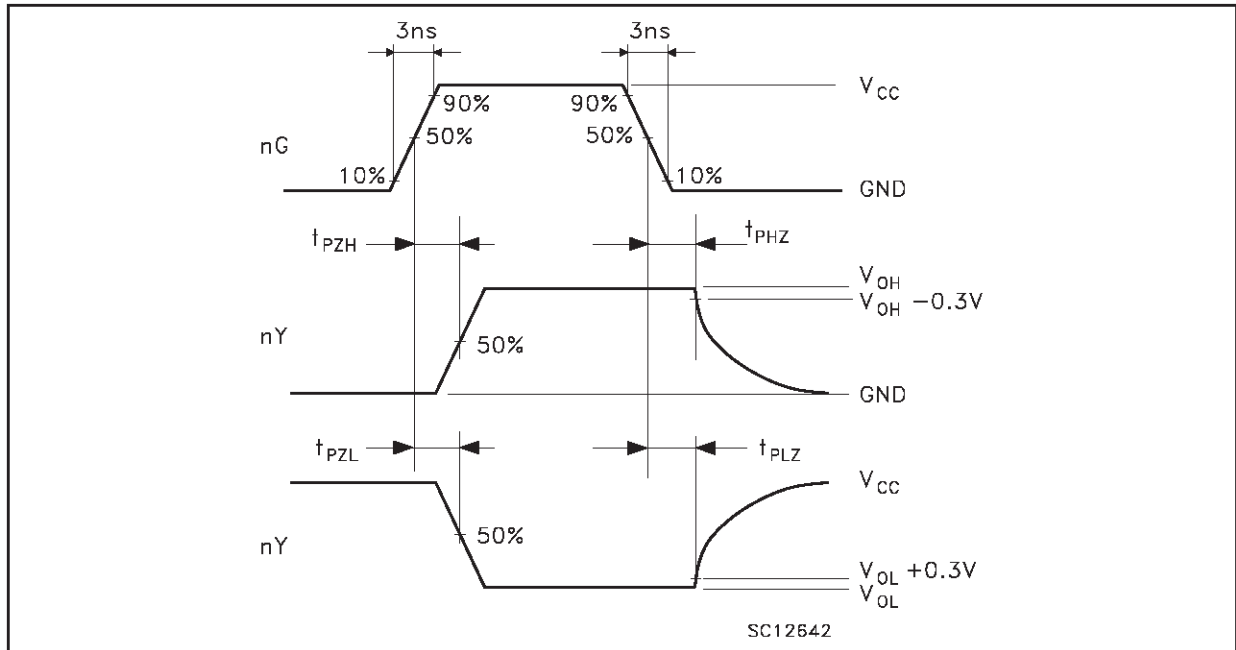 3ns 3ns
V_CC
90% 90%
50% 50%
nG
10% 10%
GND
t_PZH t_PHZ
V_OH
V_OH −0.3V
nY
50%
GND
t_PZL t_PLZ
V_CC
50%
nY
V_OL +0.3V
V_OL
SC12642